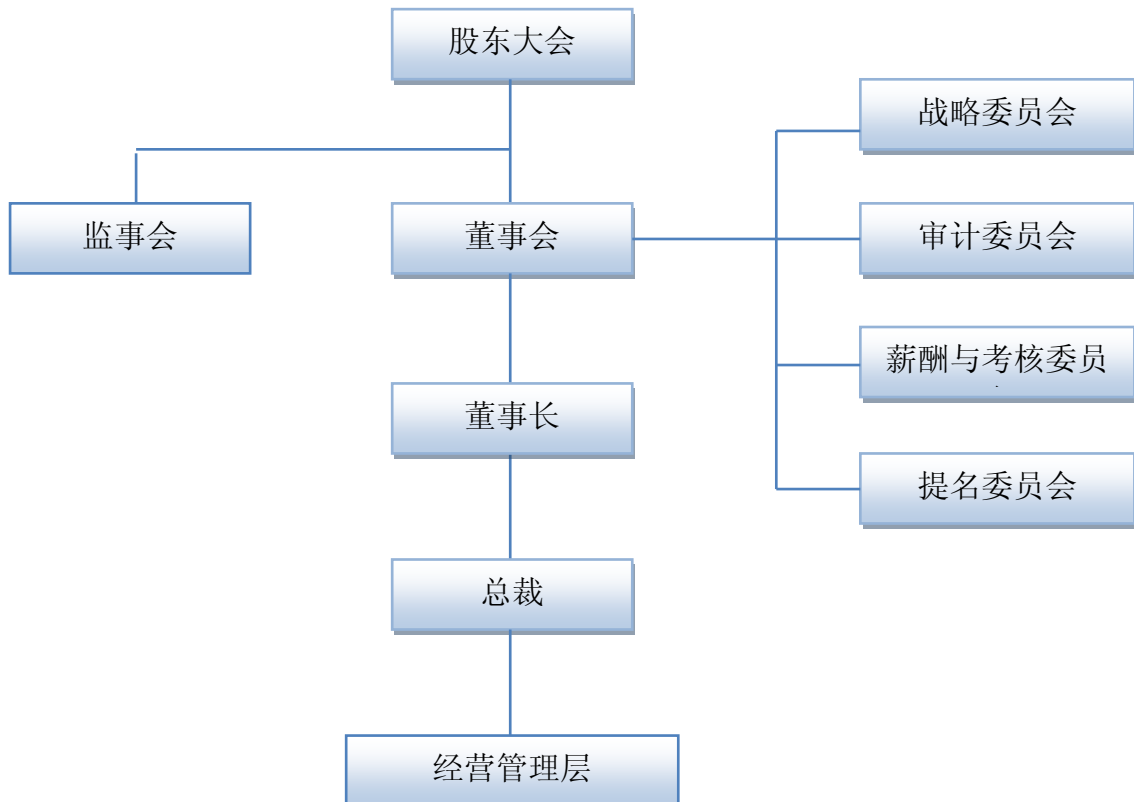 股东大会
战略委员会
监事会
董事会
审计委员会
薪酬与考核委员
董事长
提名委员会
总裁
经营管理层